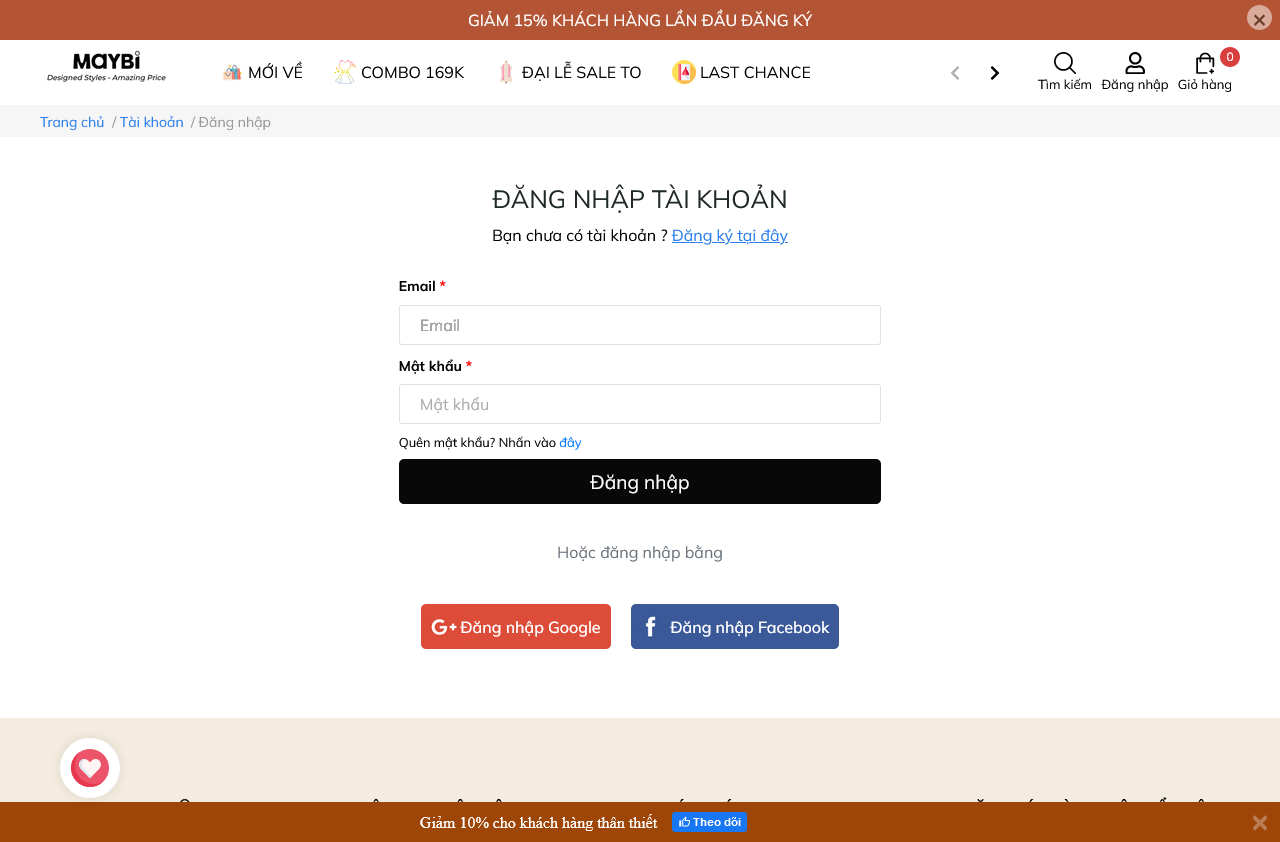 GIẢM 15% KHÁCH HÀNG LẦN ĐẦU ĐĂNG KÝ
MAYBI
Designed Styles - Amazing Price
MỚI VỀ
COMBO 169K
ĐẠI LỄ SALE TO
LAST CHANCE
Tìm kiếm
Đăng nhập
0
Giỏ hàng
Trang chủ / Tài khoản / Đăng nhập
ĐĂNG NHẬP TÀI KHOẢN
Bạn chưa có tài khoản ? Đăng ký tại đây
Email *
Email
Mật khẩu *
Mật khẩu
Quên mật khẩu? Nhấn vào đây
Đăng nhập
Hoặc đăng nhập bằng
G+ Đăng nhập Google
f Đăng nhập Facebook
Giảm 10% cho khách hàng thân thiết
Theo dõi